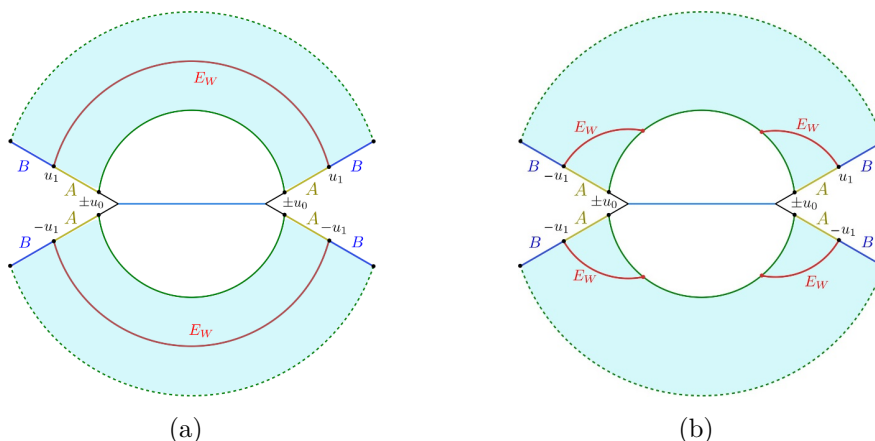 E_W
B u_1 A A u_1 B
±u_0 ±u_0
B −u_1 A A −u_1 B
E_W
(a)
E_W E_W
B −u_1 A A u_1 B
±u_0 ±u_0
B −u_1 A A −u_1 B
E_W E_W
(b)